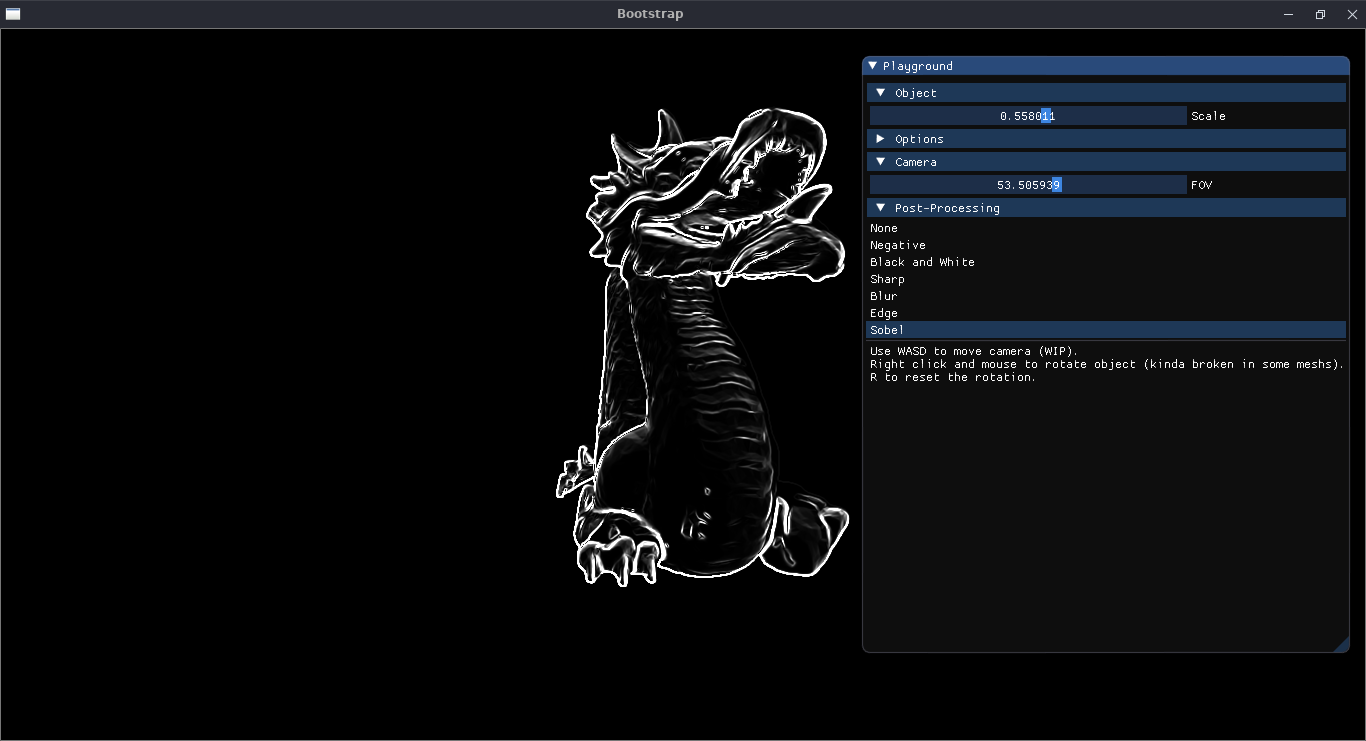 Bootstrap
Playground
Object
0.558011 Scale
Options
Camera
53.505939 FOV
Post-Processing
None
Negative
Black and White
Sharp
Blur
Edge
Sobel
Use WASD to move camera (WIP).
Right click and mouse to rotate object (kinda broken in some meshs).
R to reset the rotation.